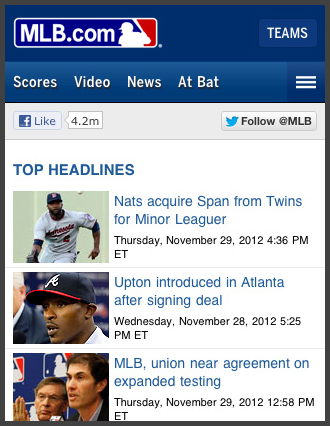 MLB.com
TEAMS
Scores Video News At Bat
Like 4.2m Follow @MLB
TOP HEADLINES
Nats acquire Span from Twins
for Minor Leaguer
Thursday, November 29, 2012 4:36 PM
ET
Upton introduced in Atlanta
after signing deal
Wednesday, November 28, 2012 5:25
PM ET
MLB, union near agreement on
expanded testing
Thursday, November 29, 2012 12:58 PM
ET